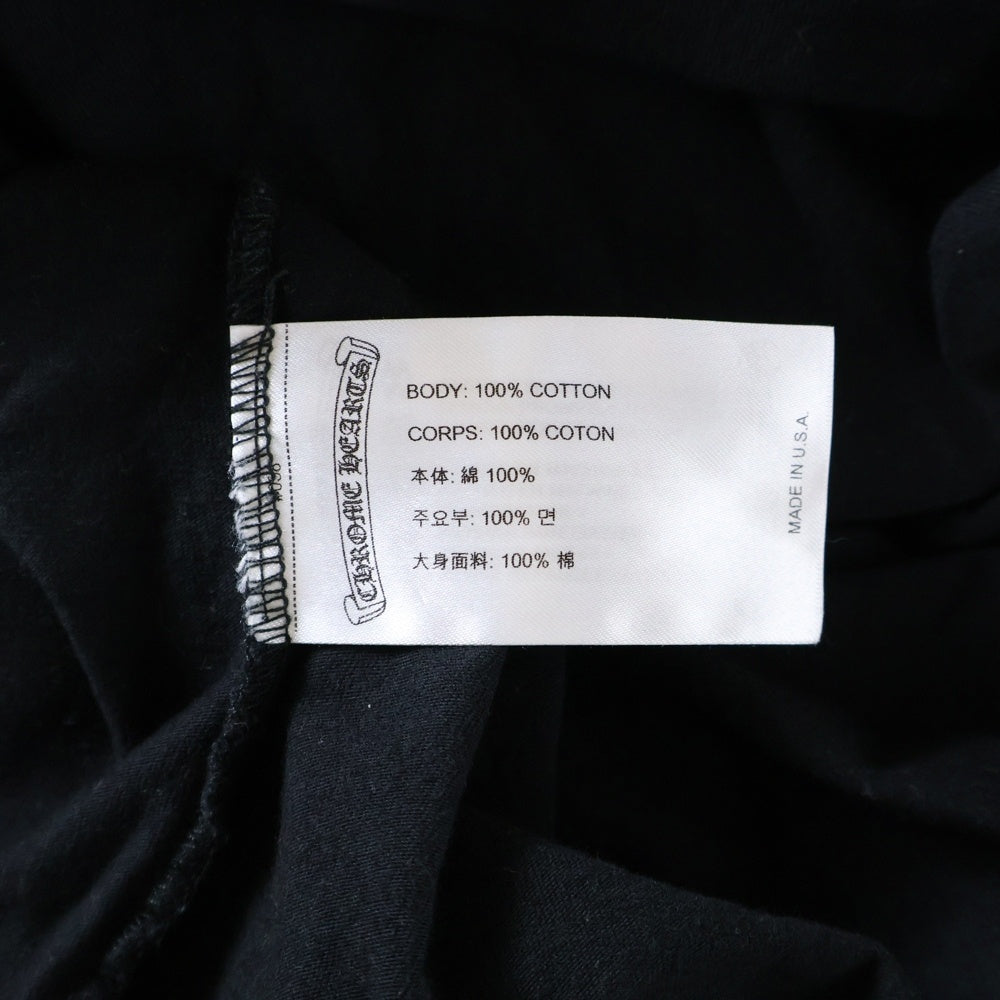 CHROME HEARTS
BODY: 100% COTTON
CORPS: 100% COTON
本体: 綿 100%
주요부: 100% 면
大身面料: 100% 棉
MADE IN U.S.A.